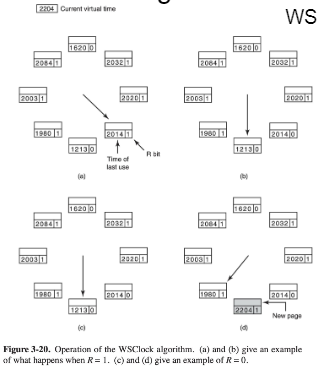 2204 Current virtual time
WS
1620 0
2084 1
2032 1
2003 1
2020 1
1980 1
2014 1
1213 0
Time of last use
R bit
(a)
1620 0
2084 1
2032 1
2003 1
2020 1
1980 1
2014 0
1213 0
(b)
1620 0
2084 1
2032 1
2003 1
2020 1
1980 1
2014 0
1213 0
(c)
1620 0
2084 1
2032 1
2003 1
2020 1
1980 1
2014 0
2204 1
New page
(d)
Figure 3-20. Operation of the WSClock algorithm. (a) and (b) give an example
of what happens when R = 1. (c) and (d) give an example of R = 0.